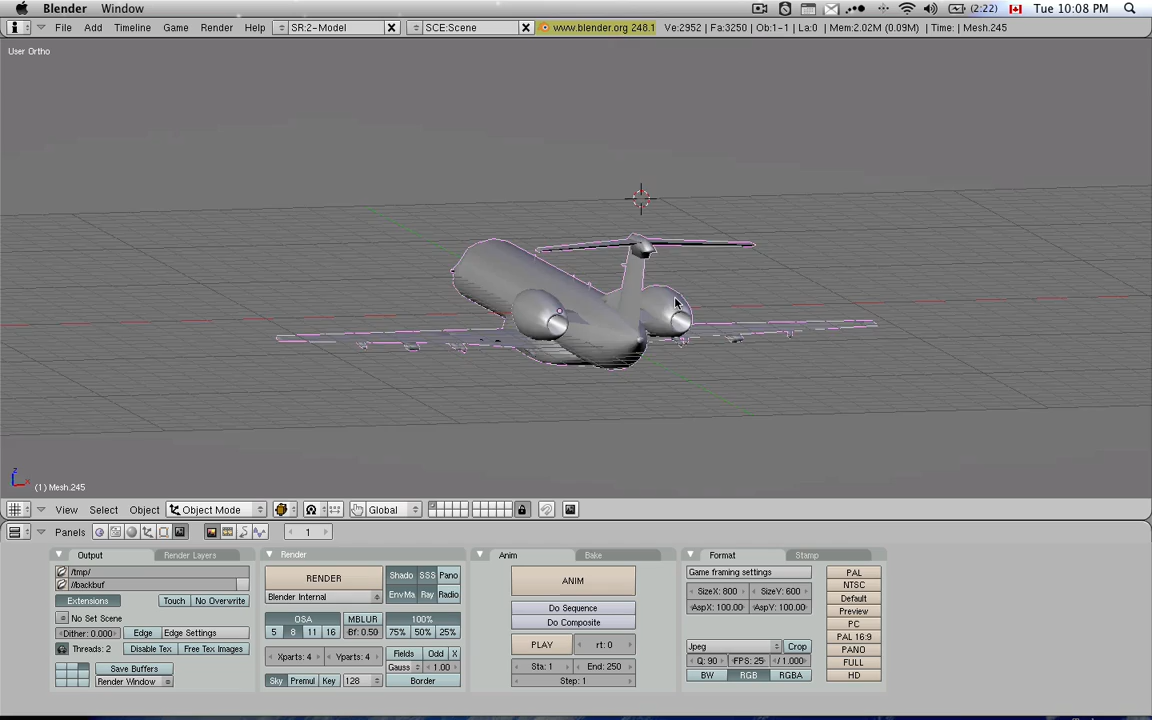 Blender Window (2:22) Tue 10:08 PM
File Add Timeline Game Render Help SR:2-Model SCE:Scene www.blender.org 248.1 Ve:2952 | Fa:3250 | Ob:1-1 | La:0 | Mem:2.02M (0.09M) | Time: | Mesh.245
User Ortho
z
x
(1) Mesh.245
View Select Object Object Mode Global
Panels 1
Output Render Layers
/tmp/
//backbuf
Extensions Touch No Overwrite
No Set Scene
Dither: 0.000 Edge Edge Settings
Threads: 2 Disable Tex Free Tex Images
Save Buffers
Render Window
Render
RENDER Shado SSS Pano
Blender Internal EnvMa Ray Radio
OSA MBLUR 100%
5 8 11 16 Bf: 0.50 75% 50% 25%
Xparts: 4 Yparts: 4 Fields Odd X
Gauss 1.00
Sky Premul Key 128 Border
Anim Bake
ANIM
Do Sequence
Do Composite
PLAY rt: 0
Sta: 1 End: 250
Step: 1
Format Stamp
Game framing settings
SizeX: 800 SizeY: 600
AspX: 100.00 AspY: 100.00
Jpeg Crop
Q: 90 FPS: 25 / 1.000
BW RGB RGBA
PAL
NTSC
Default
Preview
PC
PAL 16:9
PANO
FULL
HD